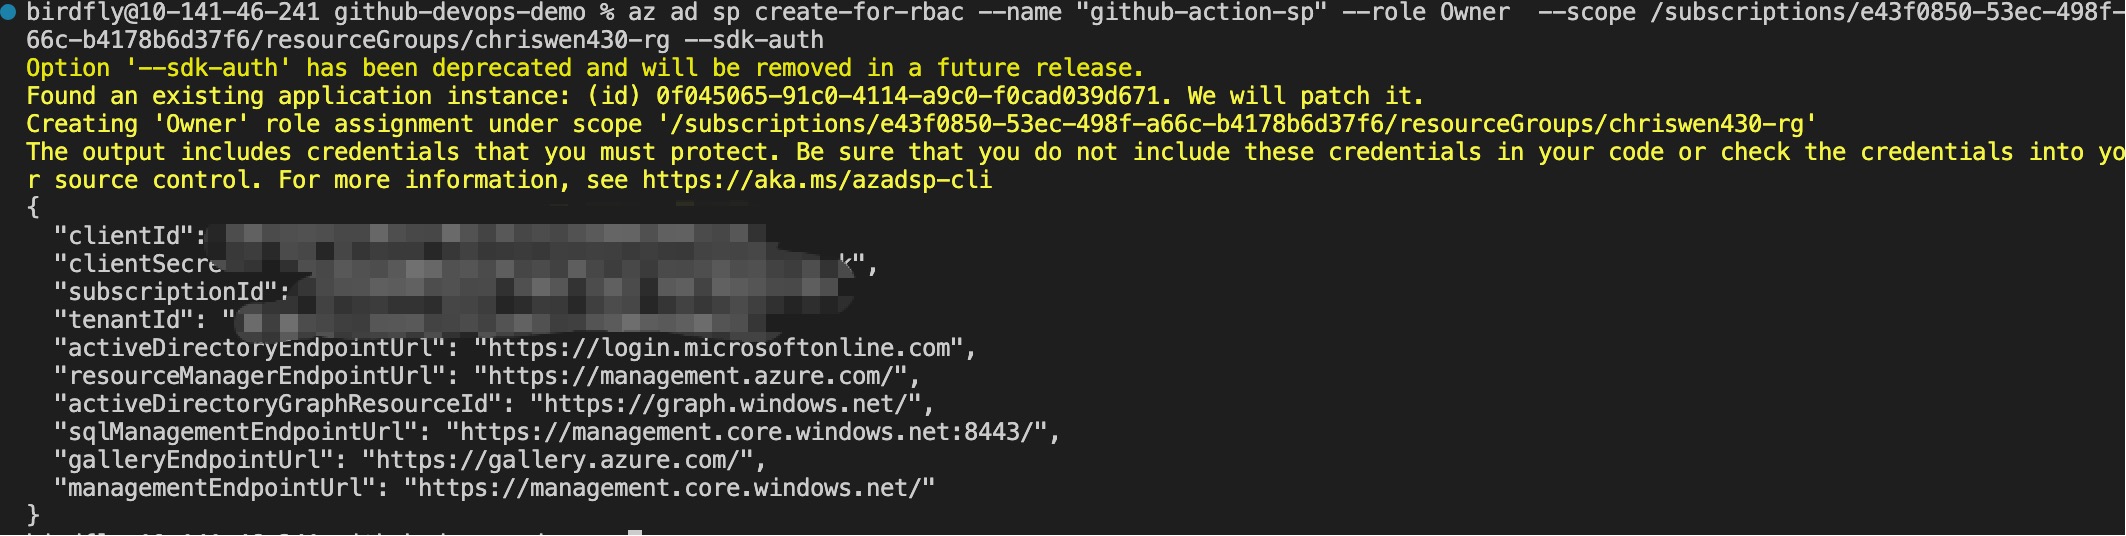 birdfly@10-141-46-241 github-devops-demo % az ad sp create-for-rbac --name "github-action-sp" --role Owner  --scope /subscriptions/e43f0850-53ec-498f-
66c-b4178b6d37f6/resourceGroups/chriswen430-rg --sdk-auth
Option '--sdk-auth' has been deprecated and will be removed in a future release.
Found an existing application instance: (id) 0f045065-91c0-4114-a9c0-f0cad039d671. We will patch it.
Creating 'Owner' role assignment under scope '/subscriptions/e43f0850-53ec-498f-a66c-b4178b6d37f6/resourceGroups/chriswen430-rg'
The output includes credentials that you must protect. Be sure that you do not include these credentials in your code or check the credentials into yo
r source control. For more information, see https://aka.ms/azadsp-cli
{
"clientId":
"clientSecre k",
"subscriptionId":
"tenantId": "
"activeDirectoryEndpointUrl": "https://login.microsoftonline.com",
"resourceManagerEndpointUrl": "https://management.azure.com/",
"activeDirectoryGraphResourceId": "https://graph.windows.net/",
"sqlManagementEndpointUrl": "https://management.core.windows.net:8443/",
"galleryEndpointUrl": "https://gallery.azure.com/",
"managementEndpointUrl": "https://management.core.windows.net/"
}